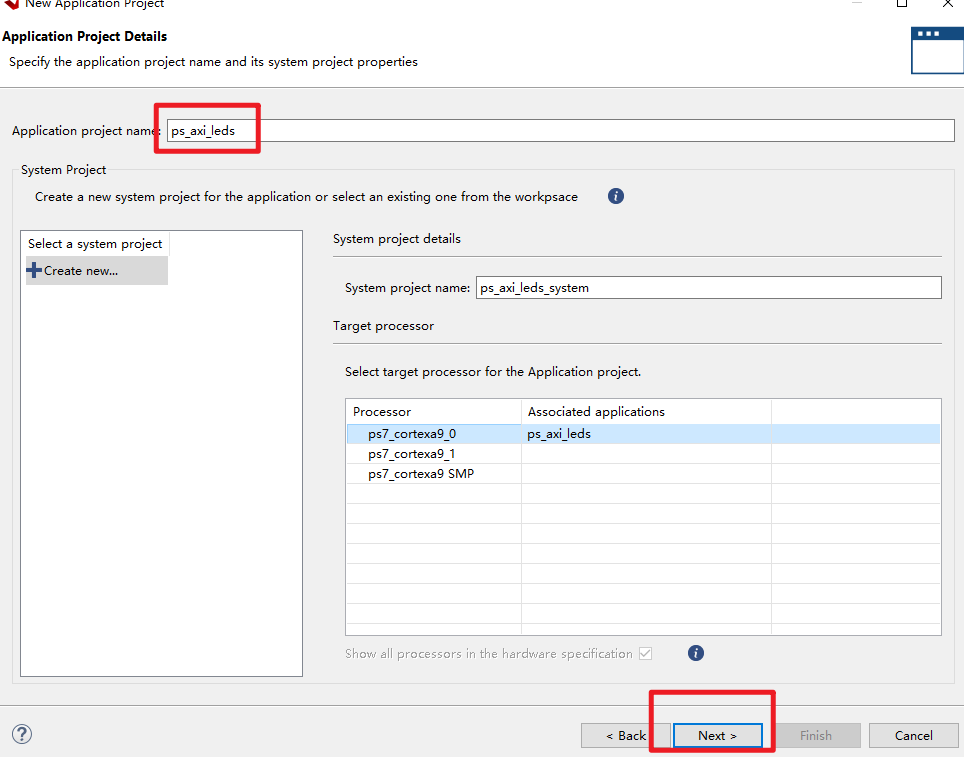 New Application Project
Application Project Details
Specify the application project name and its system project properties
Application project name: ps_axi_leds
System Project
Create a new system project for the application or select an existing one from the workpsace
Select a system project
Create new...
System project details
System project name: ps_axi_leds_system
Target processor
Select target processor for the Application project.
Processor Associated applications
ps7_cortexa9_0 ps_axi_leds
ps7_cortexa9_1
ps7_cortexa9 SMP
Show all processors in the hardware specification
< Back Next > Finish Cancel